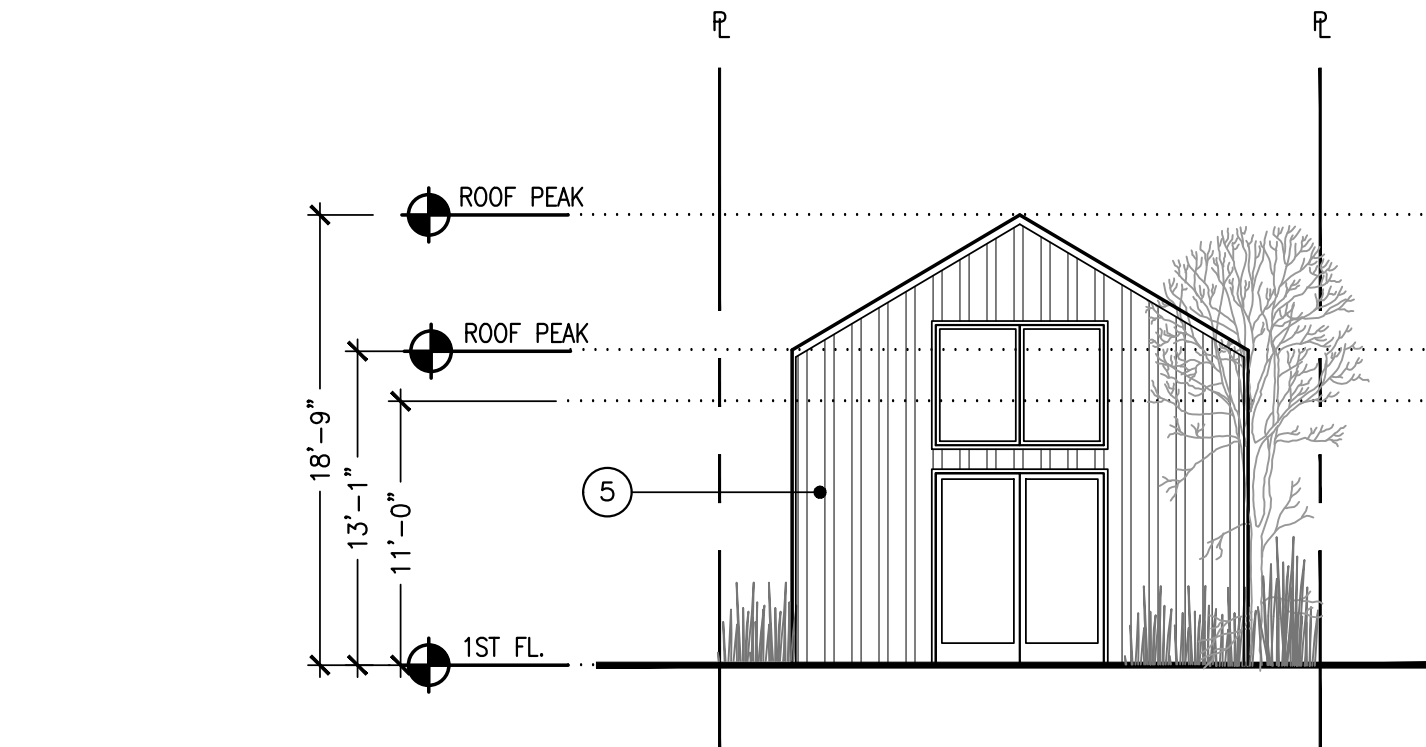 PL PL
ROOF PEAK
ROOF PEAK
18'-9"
13'-1"
11'-0"
5
1ST FL.